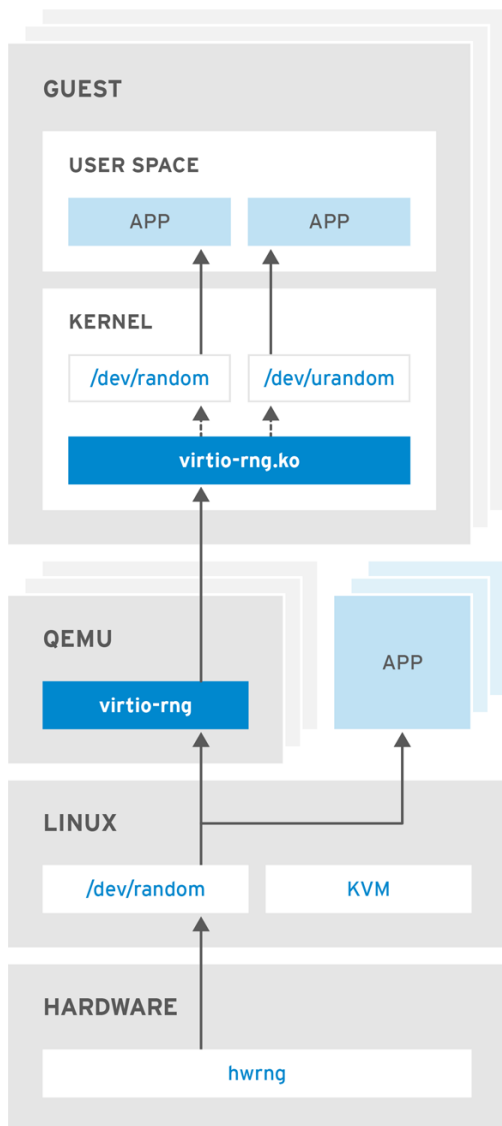 GUEST
USER SPACE
APP
APP
KERNEL
/dev/random
/dev/urandom
virtio-rng.ko
QEMU
virtio-rng
APP
LINUX
/dev/random
KVM
HARDWARE
hwrng